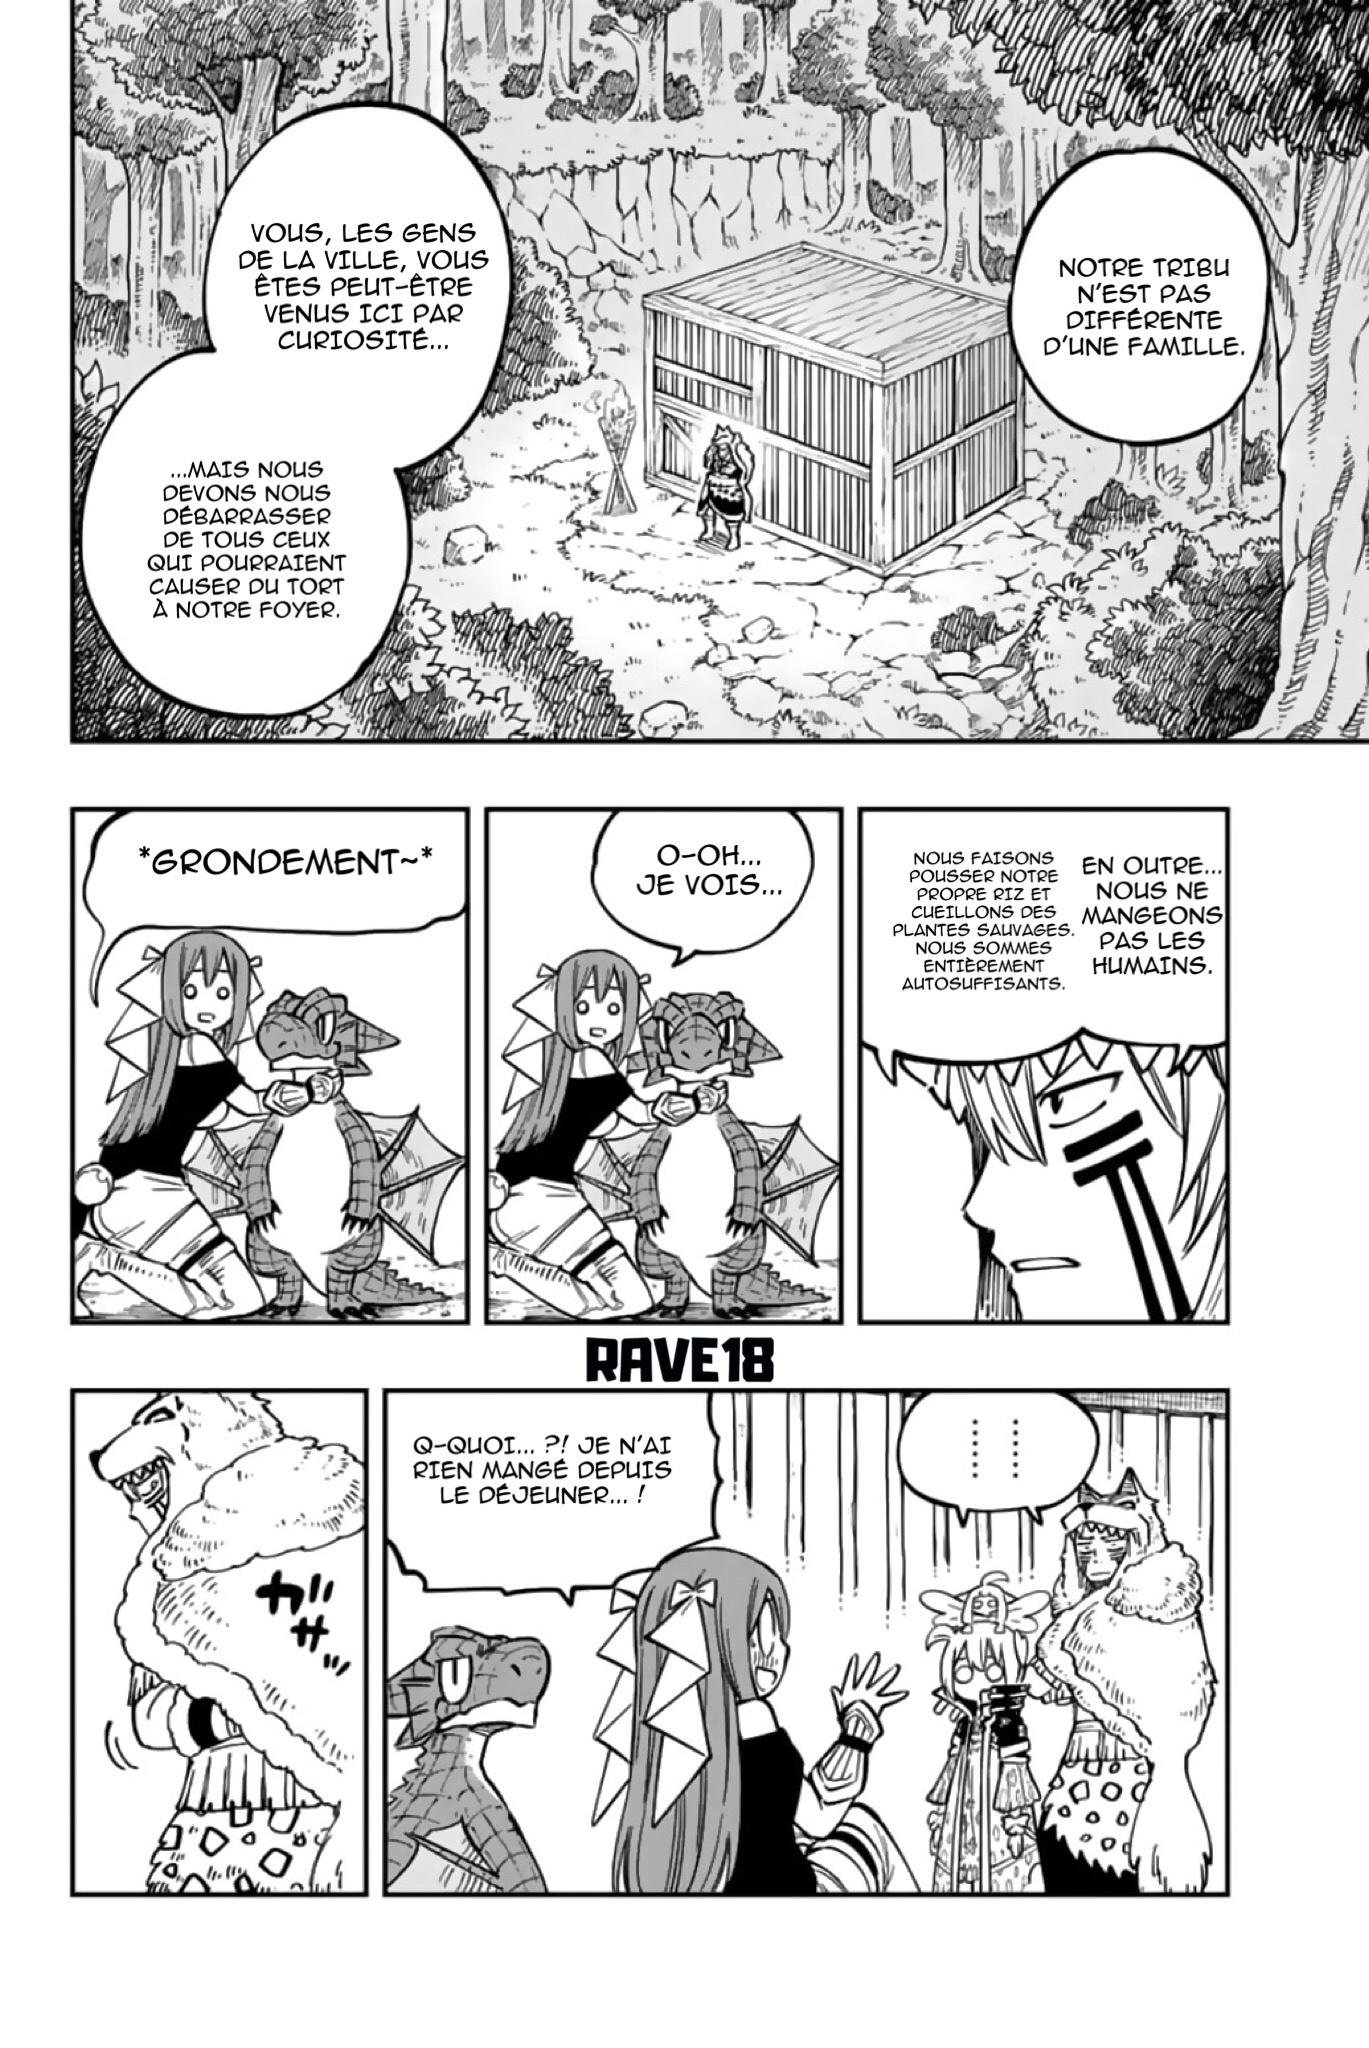 NOTRE TRIBU
N'EST PAS
DIFFÉRENTE
D'UNE FAMILLE.
VOUS, LES GENS
DE LA VILLE, VOUS
ÊTES PEUT-ÊTRE
VENUS ICI PAR
CURIOSITÉ...
...MAIS NOUS
DEVONS NOUS
DÉBARRASSER
DE TOUS CEUX
QUI POURRAIENT
CAUSER DU TORT
À NOTRE FOYER.
EN OUTRE...
NOUS NE
MANGEONS
PAS LES
HUMAINS.
NOUS FAISONS
POUSSER NOTRE
PROPRE RIZ ET
CUEILLONS DES
PLANTES SAUVAGES.
NOUS SOMMES
ENTIÈREMENT
AUTOSUFFISANTS.
O-OH...
JE VOIS...
*GRONDEMENT~*
RAVE18
Q-QUOI... ?! JE N'AI
RIEN MANGÉ DEPUIS
LE DÉJEUNER... !
ガサ
ガサッ